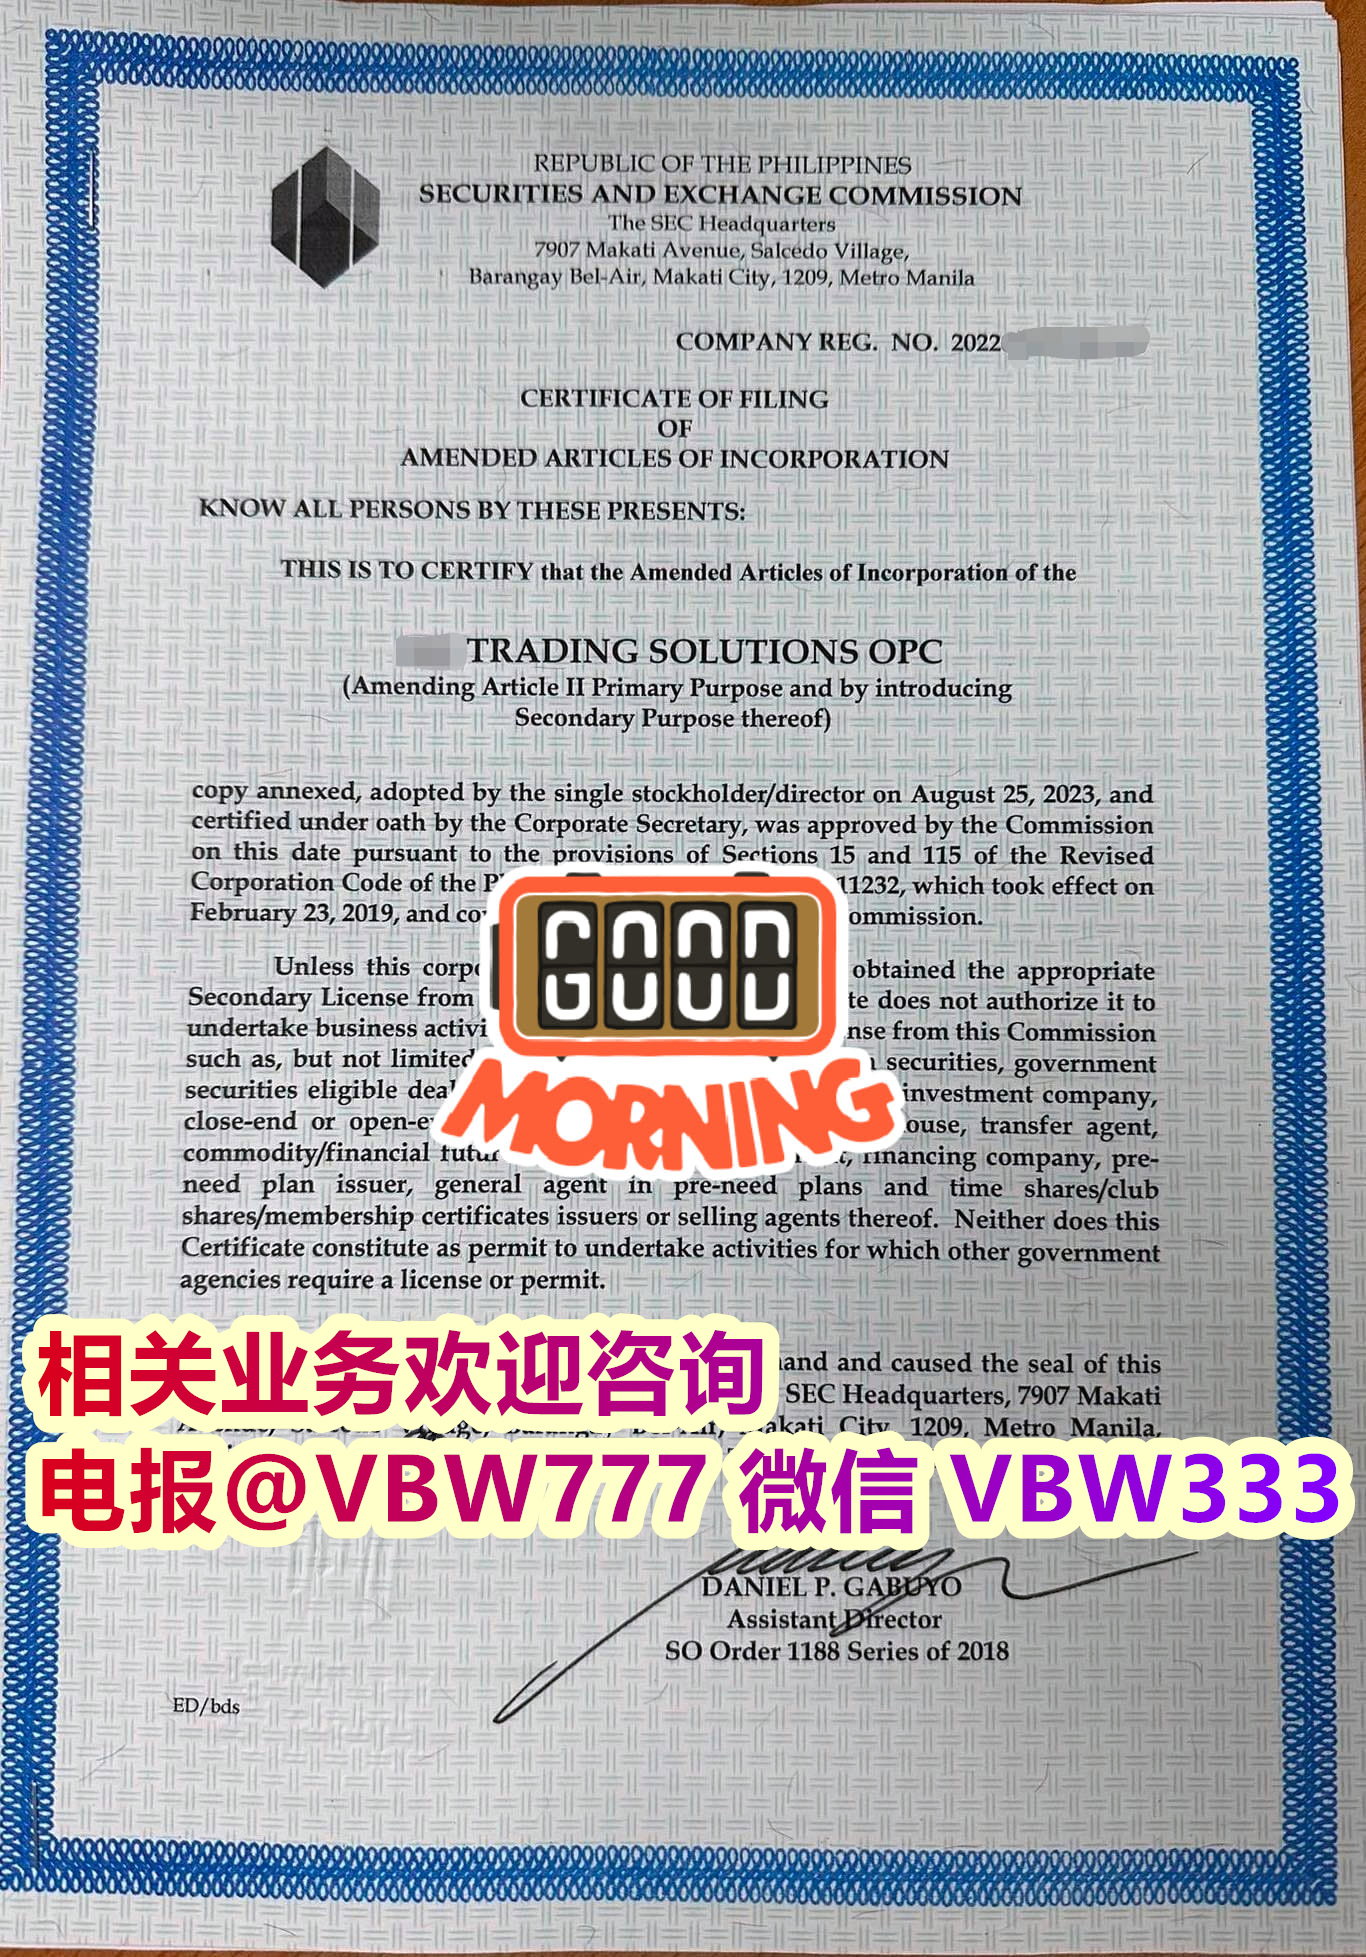 REPUBLIC OF THE PHILIPPINES
SECURITIES AND EXCHANGE COMMISSION
The SEC Headquarters
7907 Makati Avenue, Salcedo Village,
Barangay Bel-Air, Makati City, 1209, Metro Manila
COMPANY REG. NO. 2022
CERTIFICATE OF FILING
OF
AMENDED ARTICLES OF INCORPORATION
KNOW ALL PERSONS BY THESE PRESENTS:
THIS IS TO CERTIFY that the Amended Articles of Incorporation of the
TRADING SOLUTIONS OPC
(Amending Article II Primary Purpose and by introducing
Secondary Purpose thereof)
copy annexed, adopted by the single stockholder/director on August 25, 2023, and
certified under oath by the Corporate Secretary, was approved by the Commission
on this date pursuant to the provisions of Sections 15 and 115 of the Revised
Corporation Code of the 11232, which took effect on
February 23, 2019, and
GOOD
MORNING
Unless this obtained the appropriate
Secondary License from does not authorize it to
undertake business from this Commission
such as, but not limited securities, government
securities eligible investment company,
close-end or transfer agent,
commodity/financial financing company, pre-
need plan issuer, general agent in pre-need plans and time shares/club
shares/membership certificates issuers or selling agents thereof. Neither does this
Certificate constitute as permit to undertake activities for which other government
agencies require a license or permit.
相关业务欢迎咨询
and caused the seal of this
SEC Headquarters, 7907 Makati
City, 1209, Metro Manila,
电报@VBW777 微信 VBW333
DANIEL P. GABUYO
Assistant Director
SO Order 1188 Series of 2018
ED/bds